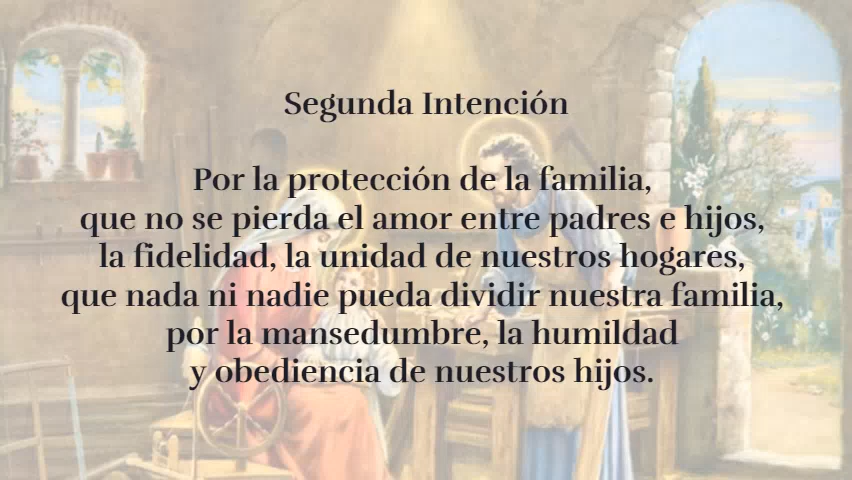 Segunda Intención
Por la protección de la familia,
que no se pierda el amor entre padres e hijos,
la fidelidad, la unidad de nuestros hogares,
que nada ni nadie pueda dividir nuestra familia,
por la mansedumbre, la humildad
y obediencia de nuestros hijos.